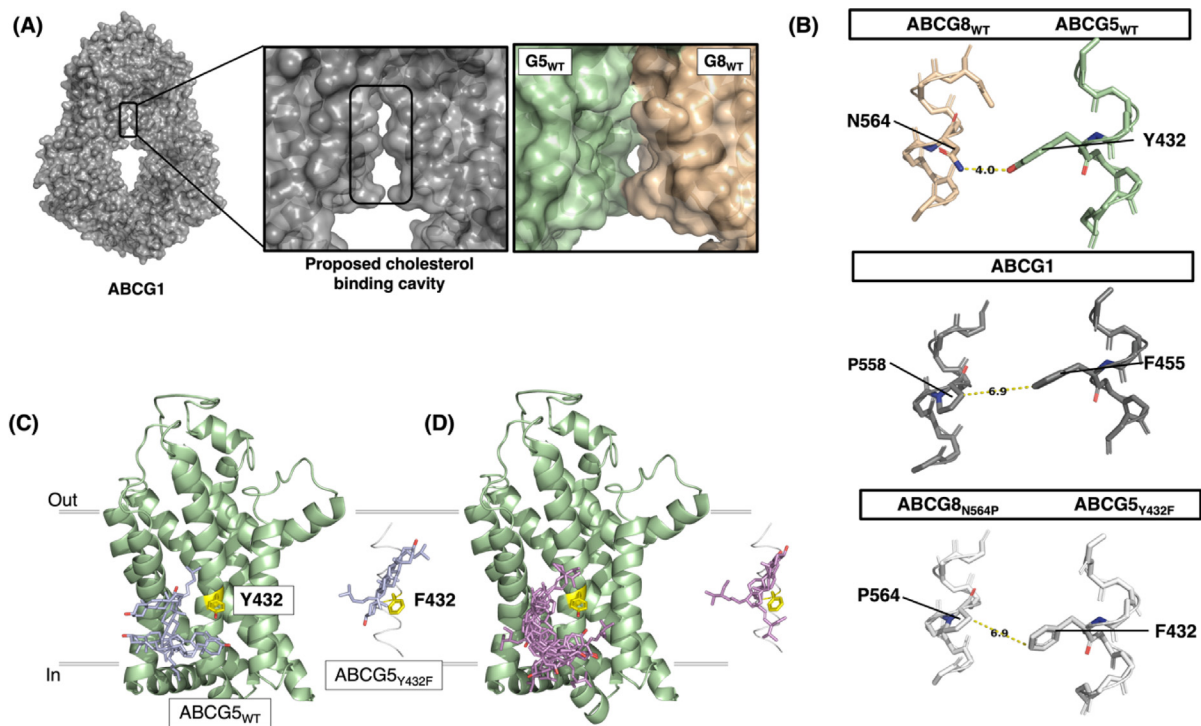 (A)
G5WT
G8WT
Proposed cholesterol
binding cavity
ABCG1
(B)
ABCG8WT ABCG5WT
N564
Y432
4.0
ABCG1
P558
F455
6.9
ABCG8N564P ABCG5Y432F
P564
F432
6.9
(C)
Out
In
Y432
ABCG5WT
F432
ABCG5Y432F
(D)